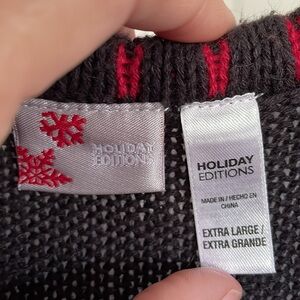 HOLIDAY
EDITIONS
HOLIDAY
EDITIONS
MADE IN / HECHO EN
CHINA
EXTRA LARGE /
EXTRA GRANDE